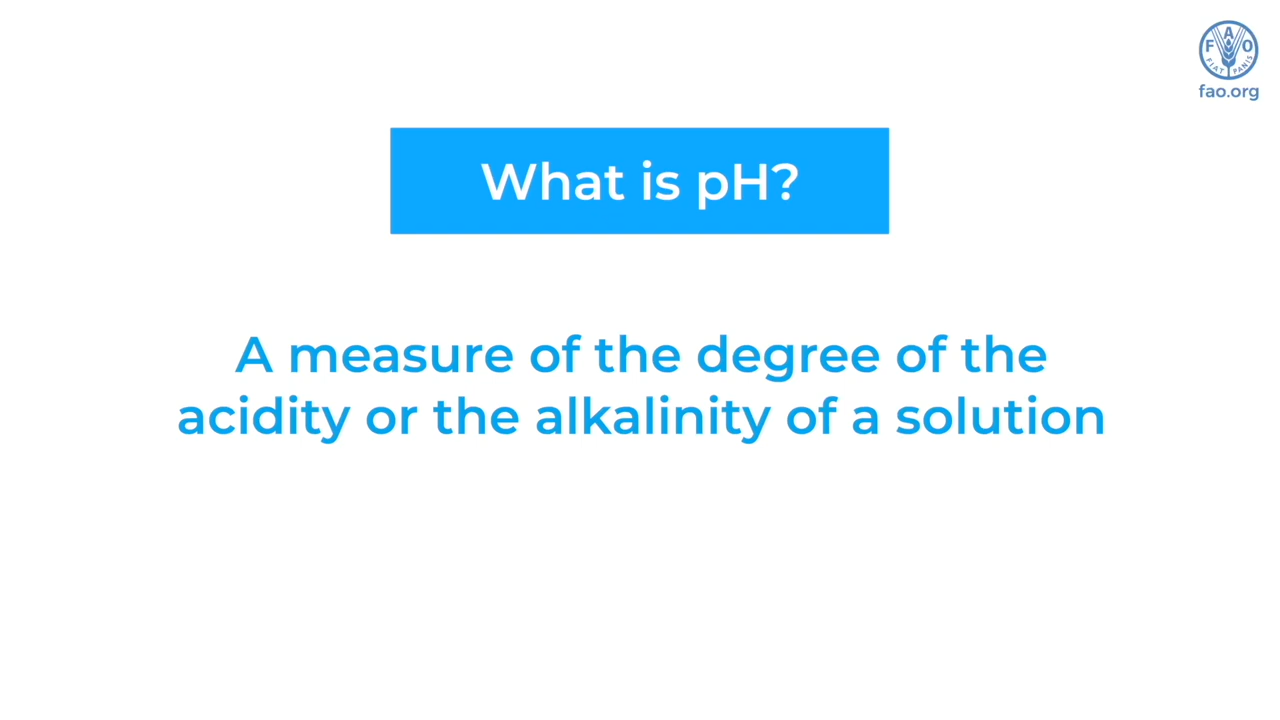 F A O
FIAT PANIS
fao.org
What is pH?
A measure of the degree of the
acidity or the alkalinity of a solution